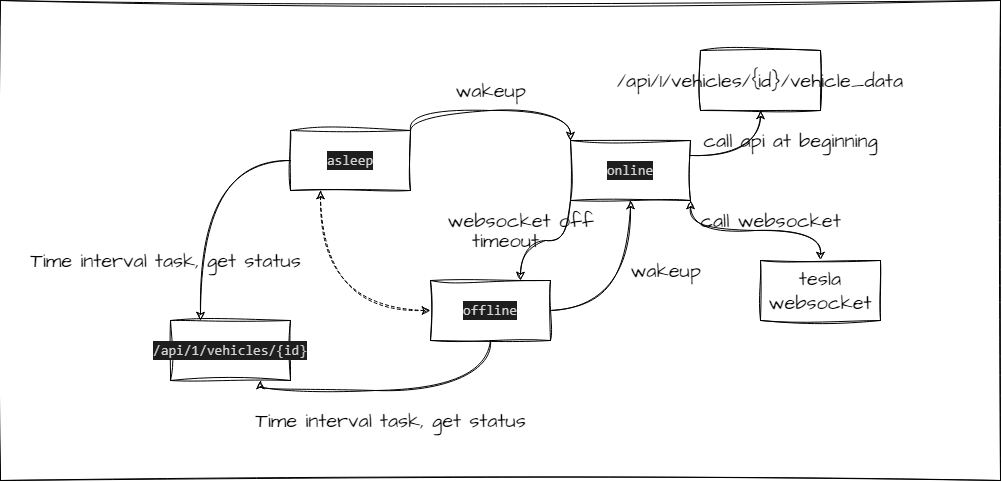 /api/1/vehicles/{id}/vehicle_data
wakeup
call api at beginning
asleep
online
websocket off
timeout
call websocket
Time interval task, get status
wakeup
tesla
websocket
offline
/api/1/vehicles/{id}
Time interval task, get status